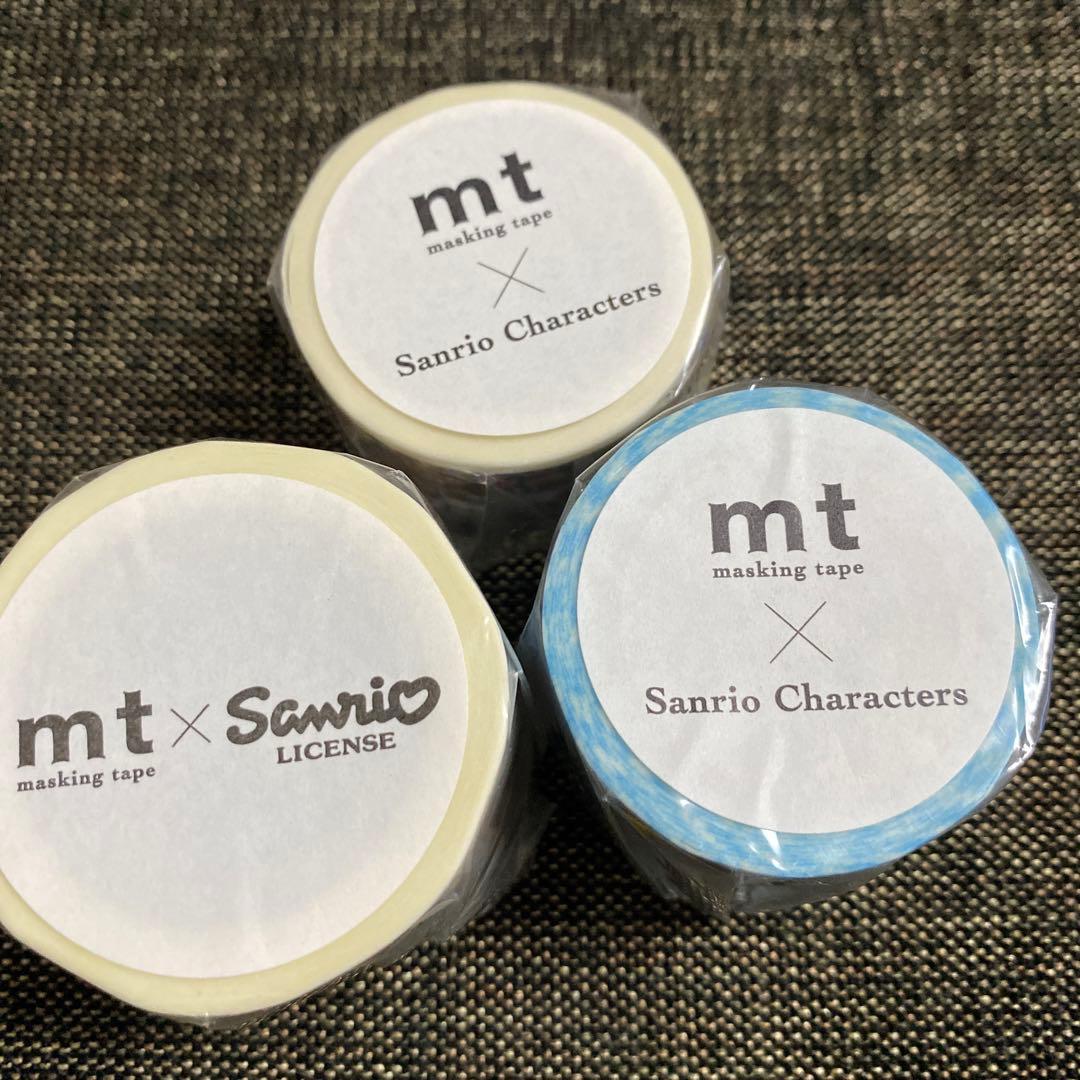 mt
masking tape
×
Sanrio Characters
mt × Sanrio
masking tape LICENSE
mt
masking tape
×
Sanrio Characters